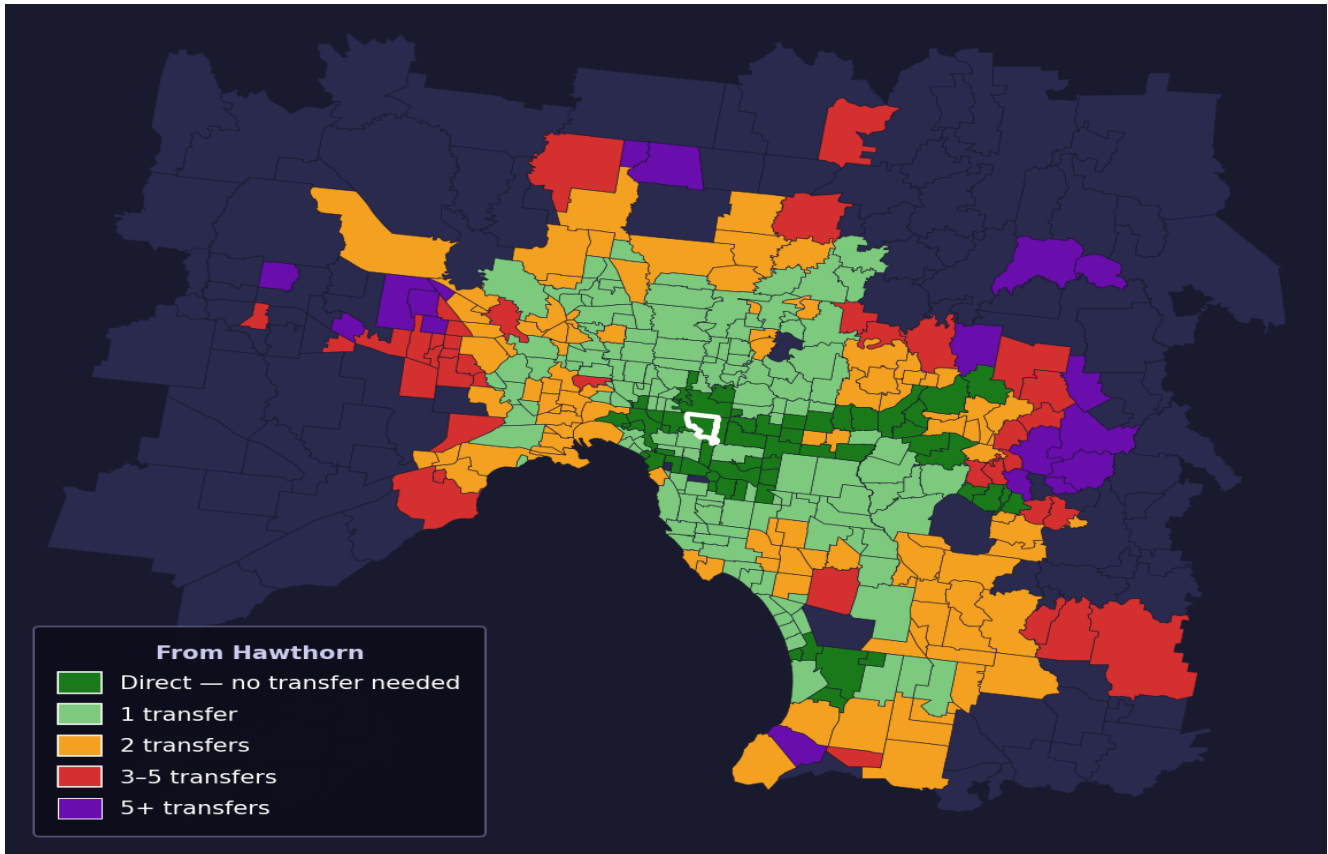 From Hawthorn
Direct — no transfer needed
1 transfer
2 transfers
3–5 transfers
5+ transfers